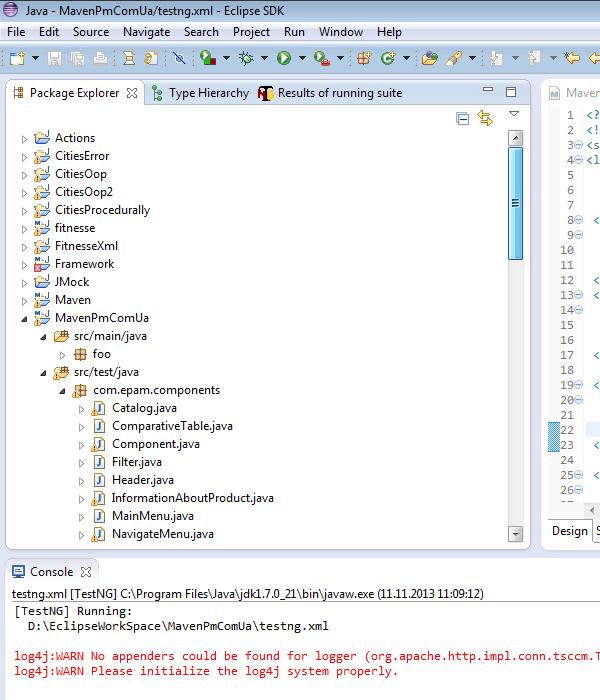 Java - MavenPmComUa/testng.xml - Eclipse SDK
File Edit Source Navigate Search Project Run Window Help
Package Explorer Type Hierarchy Results of running suite
Maven
Actions
CitiesError
CitiesOop
CitiesOop2
CitiesProcedurally
fitnesse
FitnesseXml
Framework
JMock
Maven
MavenPmComUa
src/main/java
foo
src/test/java
com.epam.components
Catalog.java
ComparativeTable.java
Component.java
Filter.java
Header.java
InformationAboutProduct.java
MainMenu.java
NavigateMenu.java
1 <?
2 <!
3 <s
4 <l
5
6
7
8 <
9
10
11
12 <
13 <
14
15
16
17 <
18
19 <
20
21
22
23 <
24
25 <
26
Design S
Console
testng.xml [TestNG] C:\Program Files\Java\jdk1.7.0_21\bin\javaw.exe (11.11.2013 11:09:12)
[TestNG] Running:
D:\EclipseWorkSpace\MavenPmComUa\testng.xml
log4j:WARN No appenders could be found for logger (org.apache.http.impl.conn.tsccm.T
log4j:WARN Please initialize the log4j system properly.